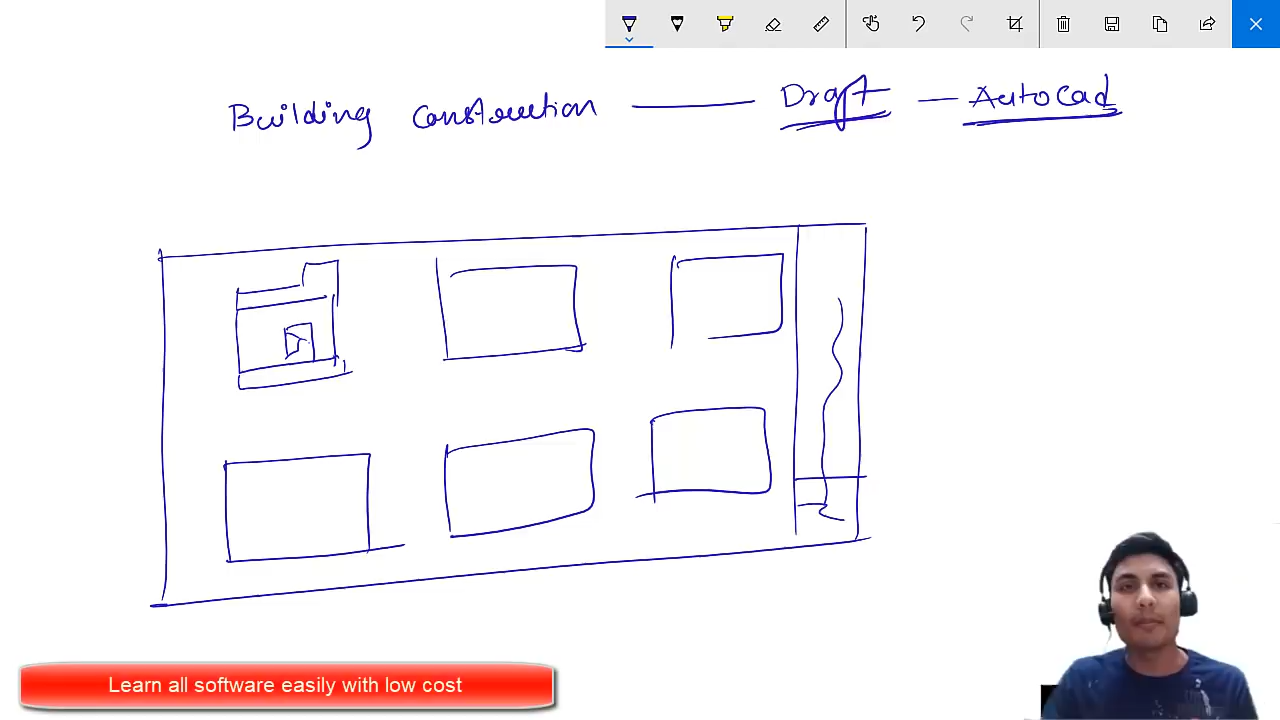 Building Construction — Draft — AutoCad
Learn all software easily with low cost